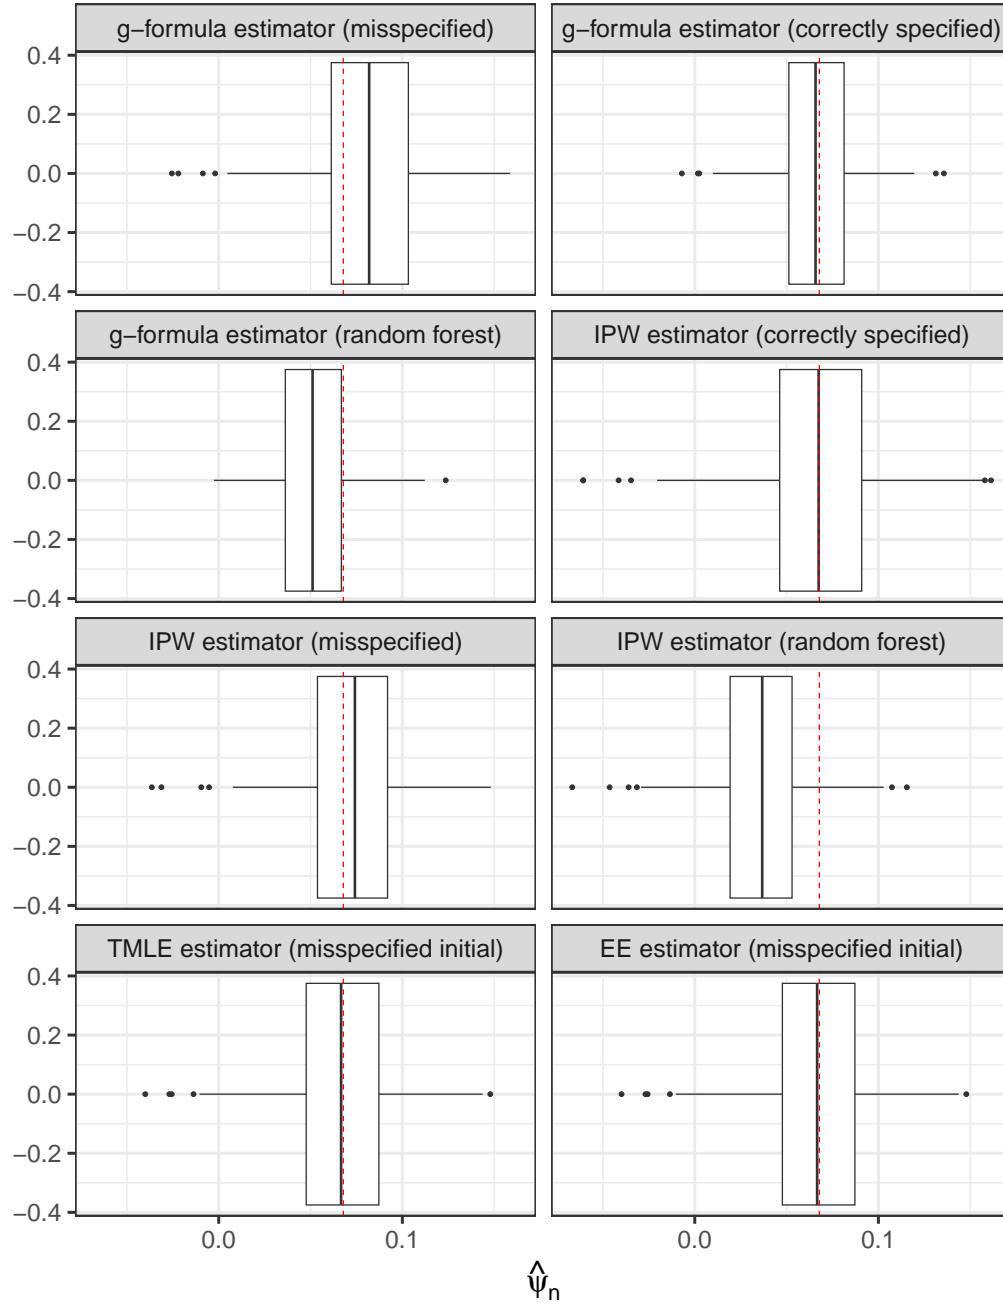 g−formula estimator (misspecified)
g−formula estimator (correctly specified)
0.4
0.2
0.0
−0.2
−0.4
g−formula estimator (random forest)
IPW estimator (correctly specified)
0.4
0.2
0.0
−0.2
−0.4
IPW estimator (misspecified)
IPW estimator (random forest)
0.4
0.2
0.0
−0.2
−0.4
TMLE estimator (misspecified initial)
EE estimator (misspecified initial)
0.4
0.2
0.0
−0.2
−0.4
0.0 0.1 0.0 0.1
ψ̂n